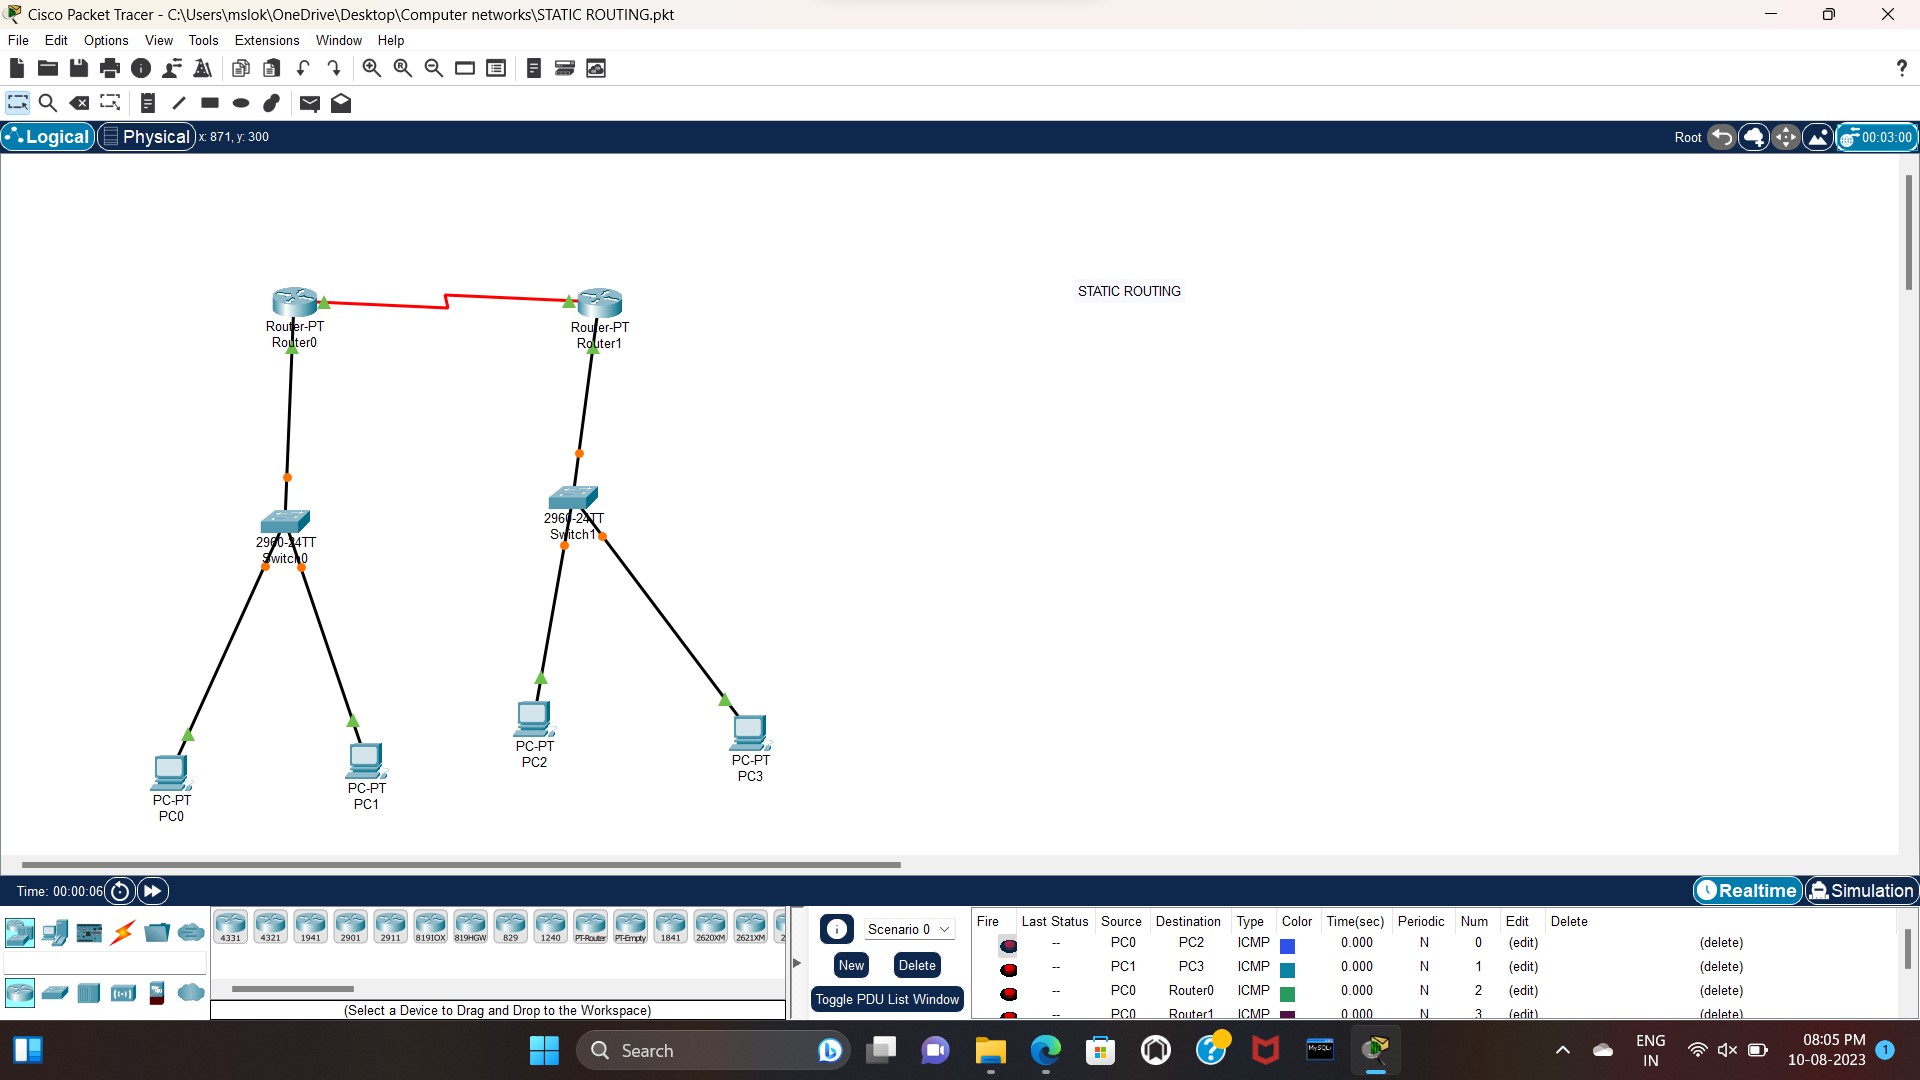 Cisco Packet Tracer - C:\Users\mslok\OneDrive\Desktop\Computer networks\STATIC ROUTING.pkt
File Edit Options View Tools Extensions Window Help
?
Logical Physical x: 871, y: 300 Root 00:03:00
STATIC ROUTING
Router-PT
Router0
Router-PT
Router1
2960-24TT
Switch0
2960-24TT
Switch1
PC-PT
PC0
PC-PT
PC1
PC-PT
PC2
PC-PT
PC3
Time: 00:00:06 Realtime Simulation
4331 4321 1941 2901 2911 819IOX 819HGW 829 1240 PT-Router PT-Empty 1841 2620XM 2621XM 2
(Select a Device to Drag and Drop to the Workspace)
Scenario 0
New Delete
Toggle PDU List Window
Fire Last Status Source Destination Type Color Time(sec) Periodic Num Edit Delete
-- PC0 PC2 ICMP 0.000 N 0 (edit) (delete)
-- PC1 PC3 ICMP 0.000 N 1 (edit) (delete)
-- PC0 Router0 ICMP 0.000 N 2 (edit) (delete)
-- PC0 Router1 ICMP 0.000 N 3 (edit) (delete)
Search
MySQL
ENG
IN
08:05 PM
10-08-2023
1